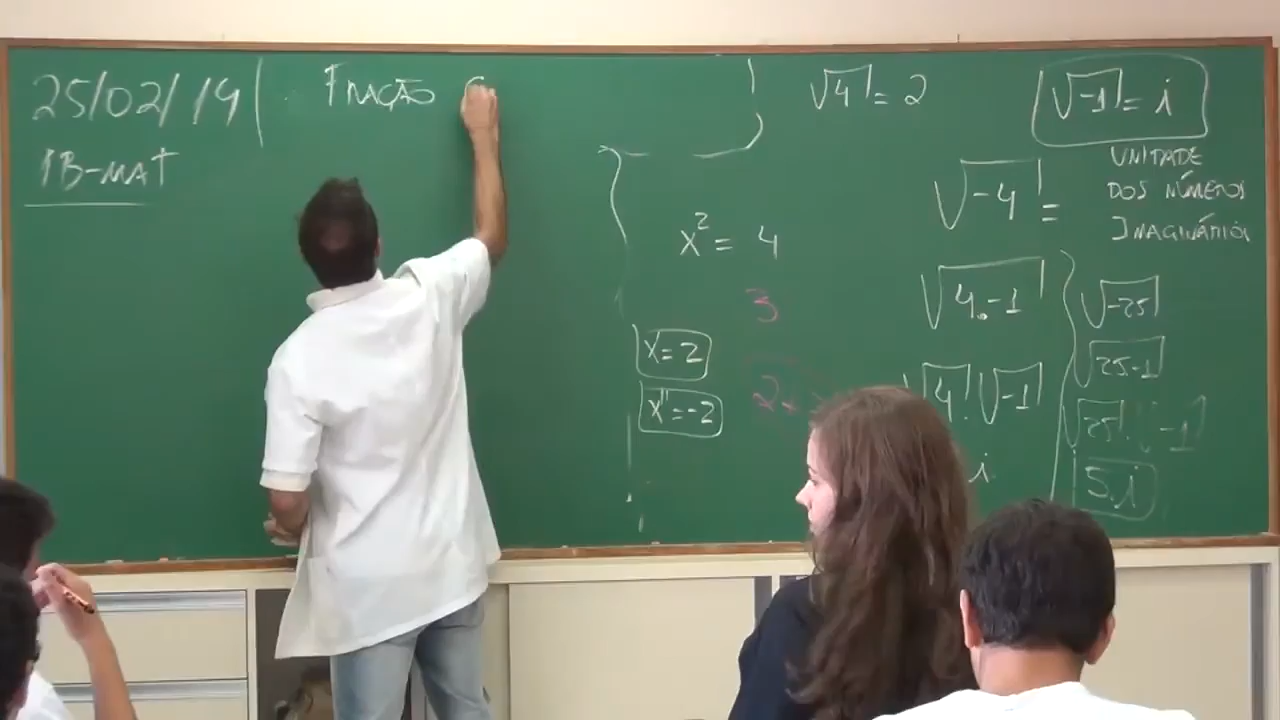 25/02/19
1B-MAT
FRAÇÃO
x² = 4
3
x'=2
x''=-2
√4 = 2
√-1 = i
UNIDADE
DOS NÚMEROS
IMAGINÁRIOS
√-4 =
√4.-1
√4.√-1
i
√-25
√25.-1
√25.√-1
5.i